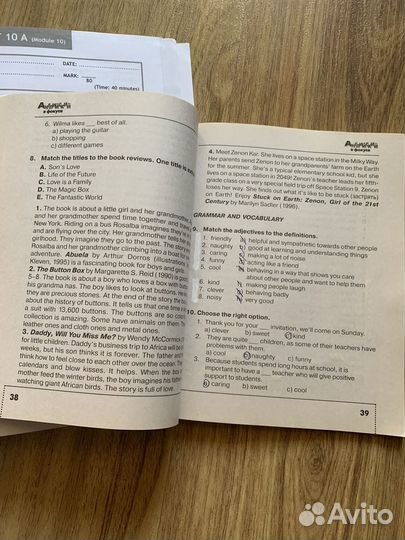 10 A (Module 10)
DATE:
MARK:
80
(Time: 40 minutes)
в фокусе
6. Wilma likes ___ best of all.
a) playing the guitar
b) shopping
c) different games
8. Match the titles to the book reviews. One title is
A. Son's Love
B. Life of the Button
C. Love is a Family
D. The Magic Box
E. The Fantastic World
1. The book is about a little girl and her grandmother
and her grandmother spend time together and they
New York. Riding on a bus Rosalba imagines they
and are flying over the city. Her grandmother tells her
girlhood. They imagine they go to the past. The story
Rosalba and her grandmother climbing into a boat for
adventure. Abuela by Arthur Dorros (illustrations
Kleven, 1995) is a fascinating book for boys and girls.
2. The Button Box by Margarette S. Reid (1990)
5–8. The book is about a boy who loves a box with
his grandma has. The boy likes to look at buttons
they are precious stones. At the end of the story the
about the history of buttons. It tells us that one time
a suit with 13,600 buttons. The buttons are so
collection is amazing. Some have animals on them.
leather ones and cloth ones and metal ones.
3. Daddy, Will You Miss Me? by Wendy McCormick
for little children. Daddy's business trip to Africa will be
weeks, but his son thinks it is forever. The father and
think how to feel close to each other over the ocean. The
calendars and blow kisses. It helps. When the boy
mother feed the winter birds, the boy imagines his father
watching giant African birds. The story is full of love.
38
в фокусе
4. Meet Zenon Kar. She lives on a space station in the Milky Way.
Her parents send Zenon to her grandparents' farm on the Earth
for the summer. She's a typical elementary school kid, but she
lives on a space station in 2049! Zenon's teacher leads her fifth-
grade class on a very special field trip off Space Station 9. Zenon
loses her way. She finds out what it's like to be stuck (застрять)
on Earth! Enjoy Stuck on Earth: Zenon, Girl of the 21st
Century by Marilyn Sadler (1996).
GRAMMAR AND VOCABULARY
9. Match the adjectives to the definitions.
1. friendly a) helpful and sympathetic towards other people
2. naughty b) good at learning and understanding things
3. caring c) making a lot of noise
4. funny d) acting like a friend
5. cool e) behaving in a way that shows you care
about other people and want to help them
6. kind f) making people laugh
7. clever g) behaving badly
8. noisy h) very good
10. Choose the right option.
1. Thank you for your ___ invitation, we'll come on Sunday.
a) clever b) sweet c) kind
2. They are quite ___ children, as some of their teachers have
problems with them.
a) cool b) naughty c) funny
3. Because students spend long hours at school, it is
important to have a ___ teacher who will give positive
support to students.
a) caring b) sweet c) cool
39
Avito